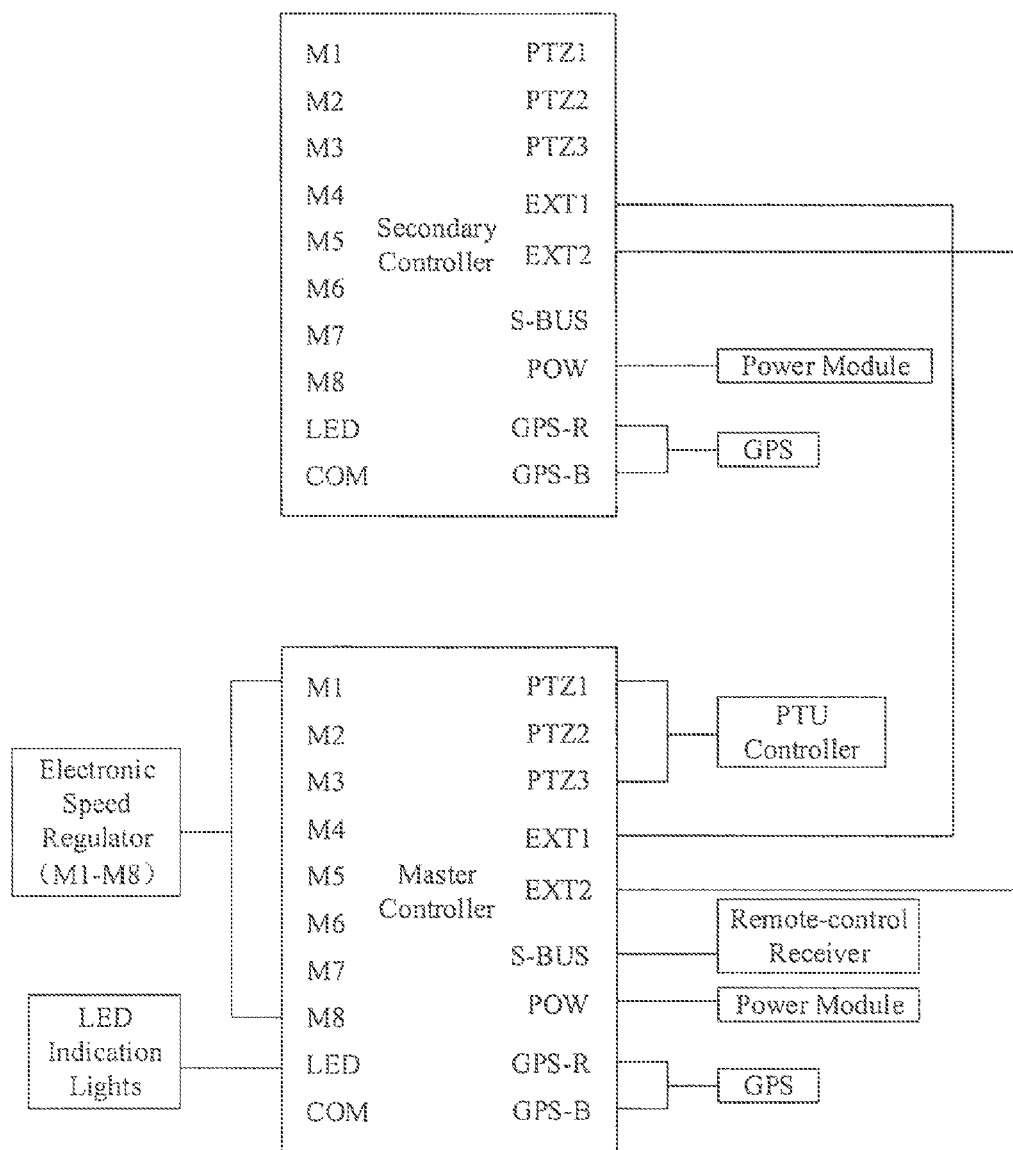 M1
M2
M3
M4
M5
M6
M7
M8
LED
COM
Secondary
Controller
PTZ1
PTZ2
PTZ3
EXT1
EXT2
S-BUS
POW
GPS-R
GPS-B
Power Module
GPS
Electronic
Speed
Regulator
(M1-M8)
LED
Indication
Lights
M1
M2
M3
M4
M5
M6
M7
M8
LED
COM
Master
Controller
PTZ1
PTZ2
PTZ3
EXT1
EXT2
S-BUS
POW
GPS-R
GPS-B
PTU
Controller
Remote-control
Receiver
Power Module
GPS